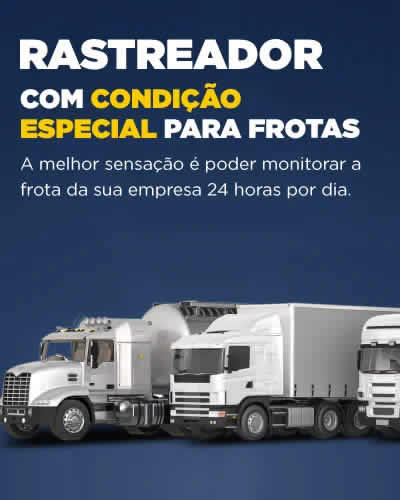 RASTREADOR
COM CONDIÇÃO
ESPECIAL PARA FROTAS
A melhor sensação é poder monitorar a
frota da sua empresa 24 horas por dia.